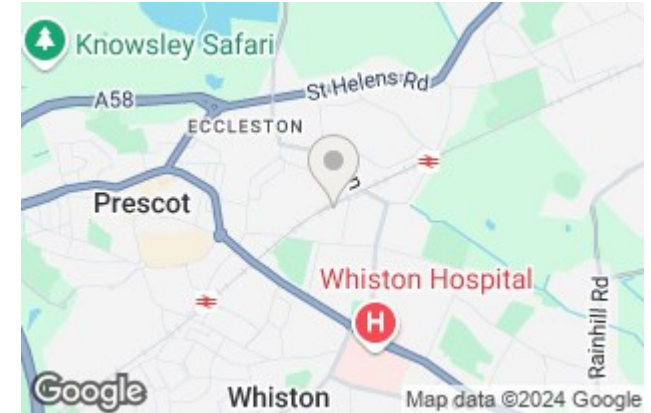 Knowsley Safari
St Helens Rd
A58
ECCLESTON
Prescot
Whiston Hospital
H
Rainhill Rd
Google
Whiston
Map data ©2024 Google